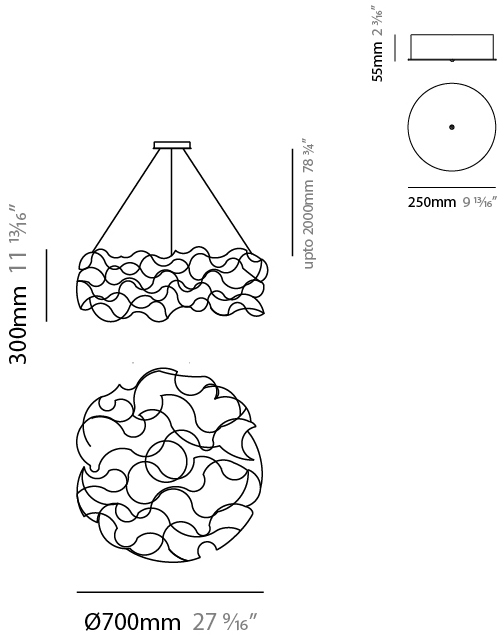 55mm 2 3⁄16”
250mm 9 13⁄16”
upto 2000mm 78 3⁄4”
300mm 11 13⁄16”
Ø700mm 27 9⁄16”